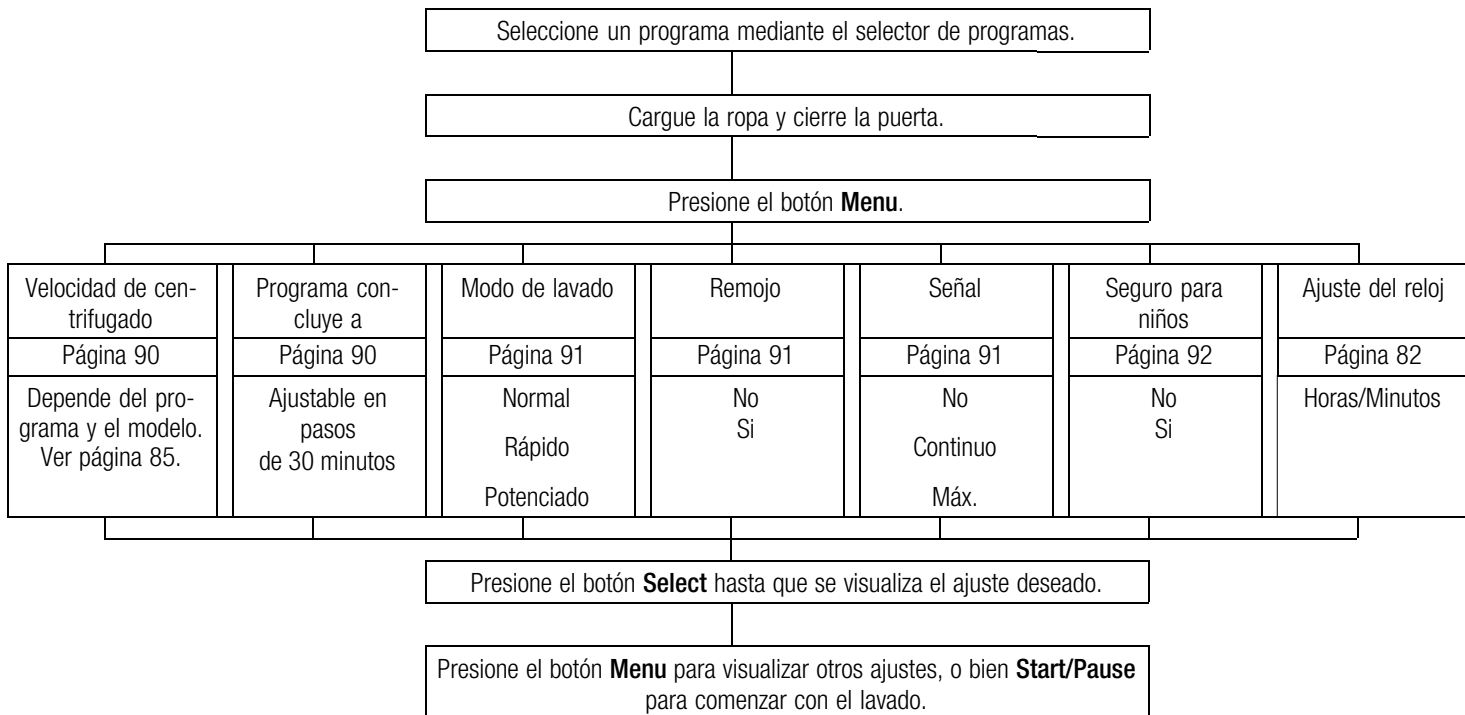 Seleccione un programa mediante el selector de programas.
Cargue la ropa y cierre la puerta.
Presione el botón Menu.
Velocidad de cen-
trifugado
Página 90
Depende del pro-
grama y el modelo.
Ver página 85.
Programa con-
cluye a
Página 90
Ajustable en
pasos
de 30 minutos
Modo de lavado
Página 91
Normal
Rápido
Potenciado
Remojo
Página 91
No
Si
Señal
Página 91
No
Continuo
Máx.
Seguro para
niños
Página 92
No
Si
Ajuste del reloj
Página 82
Horas/Minutos
Presione el botón Select hasta que se visualiza el ajuste deseado.
Presione el botón Menu para visualizar otros ajustes, o bien Start/Pause
para comenzar con el lavado.